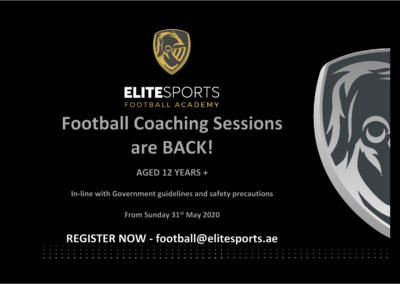 ELITESPORTS
FOOTBALL ACADEMY
Football Coaching Sessions
are BACK!
AGED 12 YEARS +
In-line with Government guidelines and safety precautions
From Sunday 31st May 2020
REGISTER NOW - football@elitesports.ae